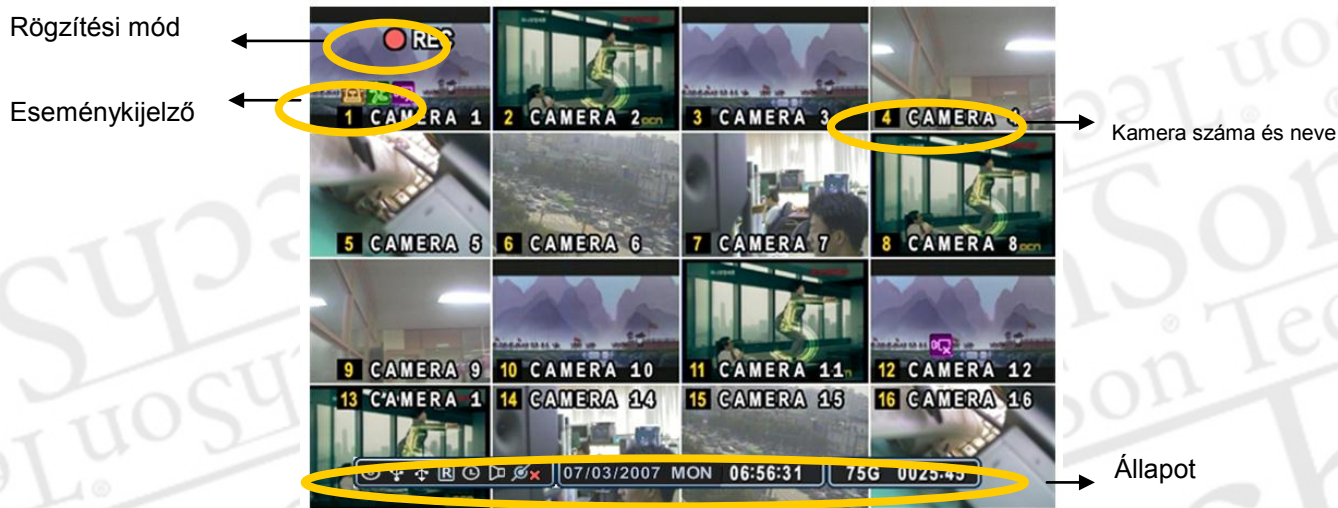 Rögzítési mód
Eseménykijelző
Kamera száma és neve
Állapot
REC
1 CAMERA 1
2 CAMERA 2
3 CAMERA 3
4 CAMERA
5 CAMERA 5
6 CAMERA 6
7 CAMERA 7
8 CAMERA 8
9 CAMERA 9
10 CAMERA 10
11 CAMERA 11
12 CAMERA 12
13 CAMERA 1
14 CAMERA 14
15 CAMERA 15
16 CAMERA 16
R 07/03/2007 MON 06:56:31 75G 0025:45